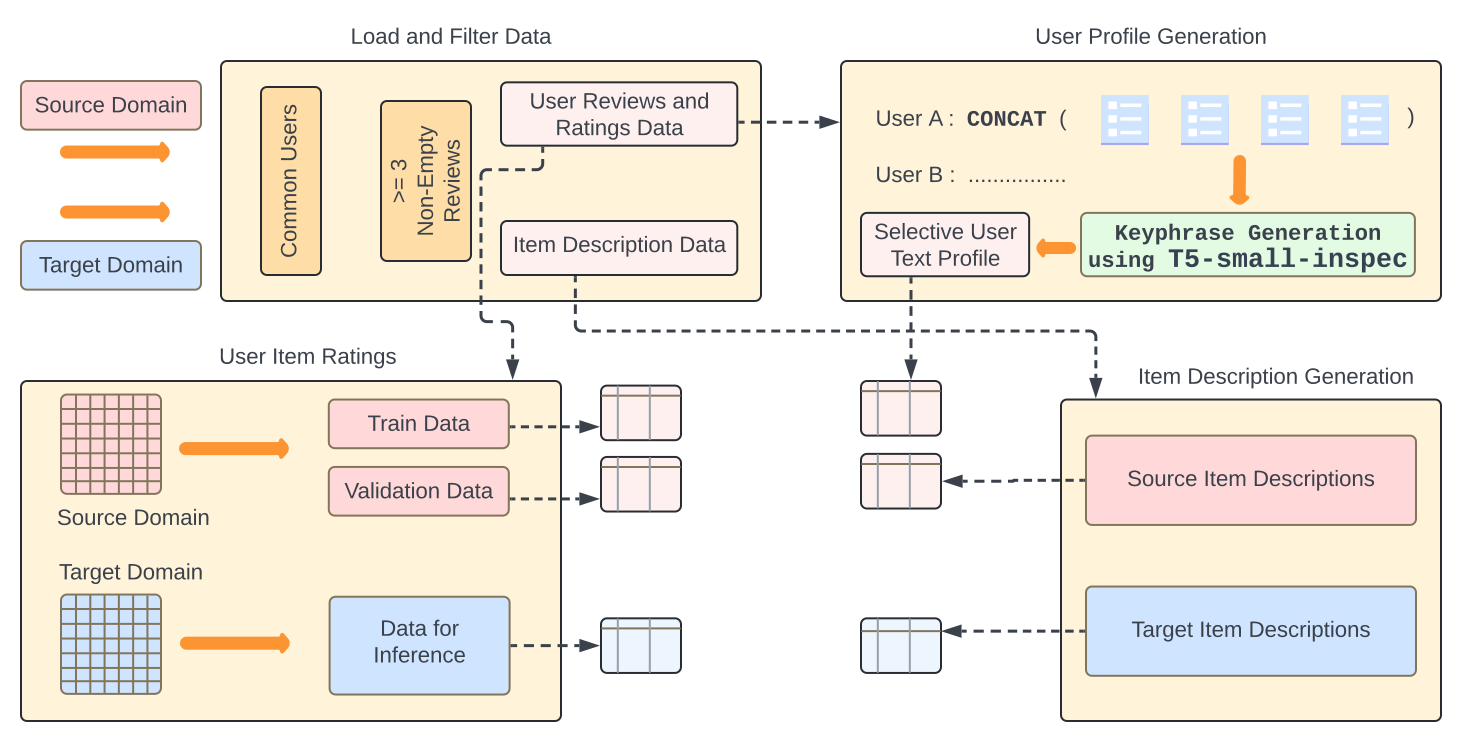 Load and Filter Data
User Profile Generation
Source Domain
Target Domain
Common Users
>= 3
Non-Empty
Reviews
User Reviews and
Ratings Data
Item Description Data
User A : CONCAT ( )
User B : ................
Selective User
Text Profile
Keyphrase Generation
using T5-small-inspec
User Item Ratings
Source Domain
Train Data
Validation Data
Target Domain
Data for
Inference
Item Description Generation
Source Item Descriptions
Target Item Descriptions